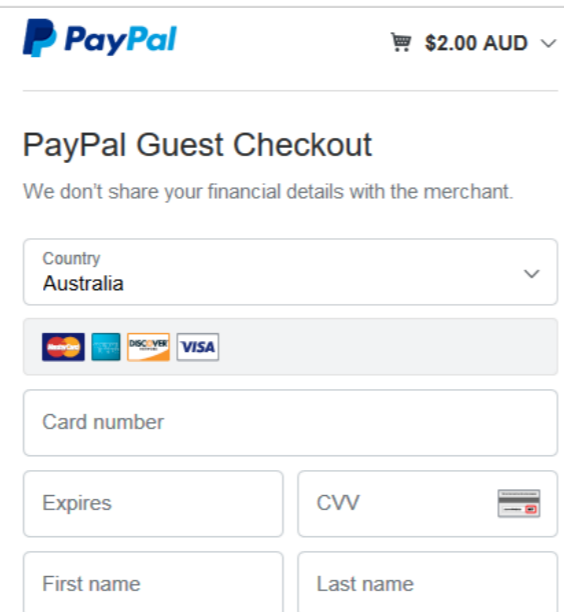 PayPal $2.00 AUD
PayPal Guest Checkout
We don't share your financial details with the merchant.
Country
Australia
MasterCard DISCOVER VISA
Card number
Expires CVV
First name Last name